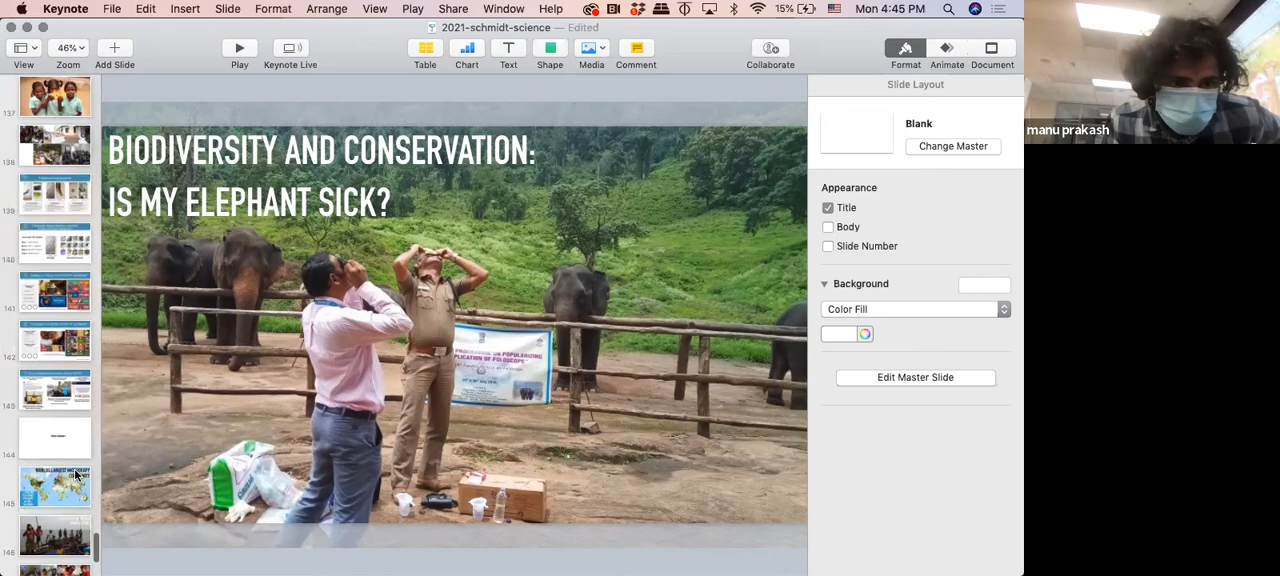 Keynote File Edit Insert Slide Format Arrange View Play Share Window Help
15%
Mon 4:45 PM
2021-schmidt-science — Edited
46%
View Zoom Add Slide
Play Keynote Live
Table Chart Text Shape Media Comment
Collaborate
Format Animate Document
Slide Layout
Blank
Change Master
Appearance
Title
Body
Slide Number
Background
Color Fill
Edit Master Slide
137
138
139
140
141
142
143
144
145
146
BIODIVERSITY AND CONSERVATION:
IS MY ELEPHANT SICK?
PROGRAMME ON POPULARIZING
manu prakash